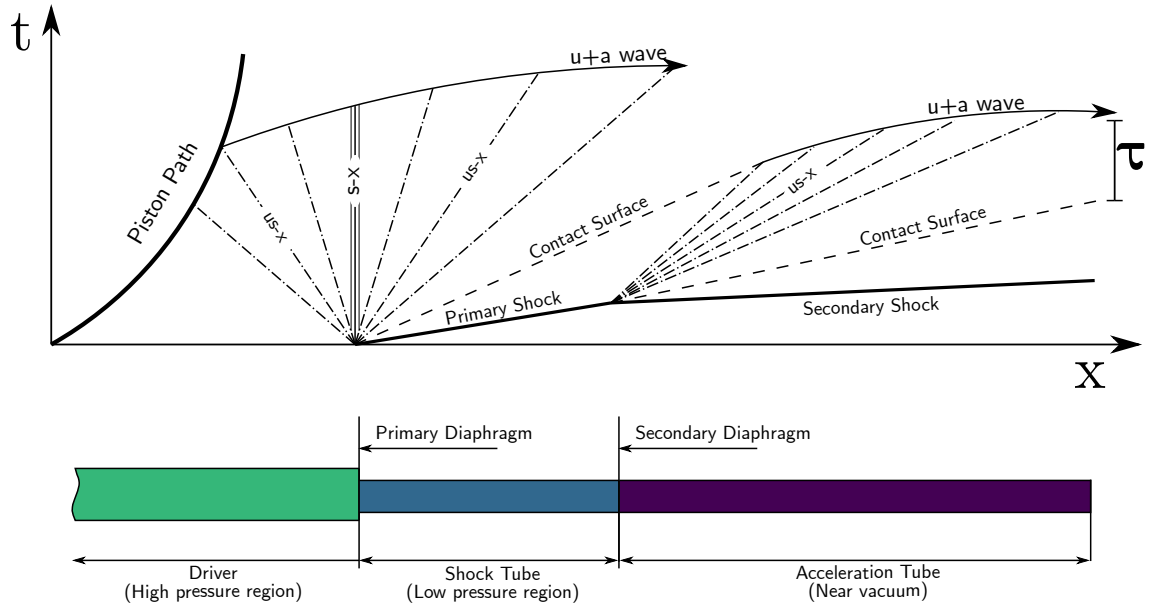 t
u+a wave
u+a wave
Piston Path
us-x
s-x
us-x
us-x
τ
Contact Surface
Contact Surface
Primary Shock
Secondary Shock
x
Primary Diaphragm
Secondary Diaphragm
Driver
(High pressure region)
Shock Tube
(Low pressure region)
Acceleration Tube
(Near vacuum)